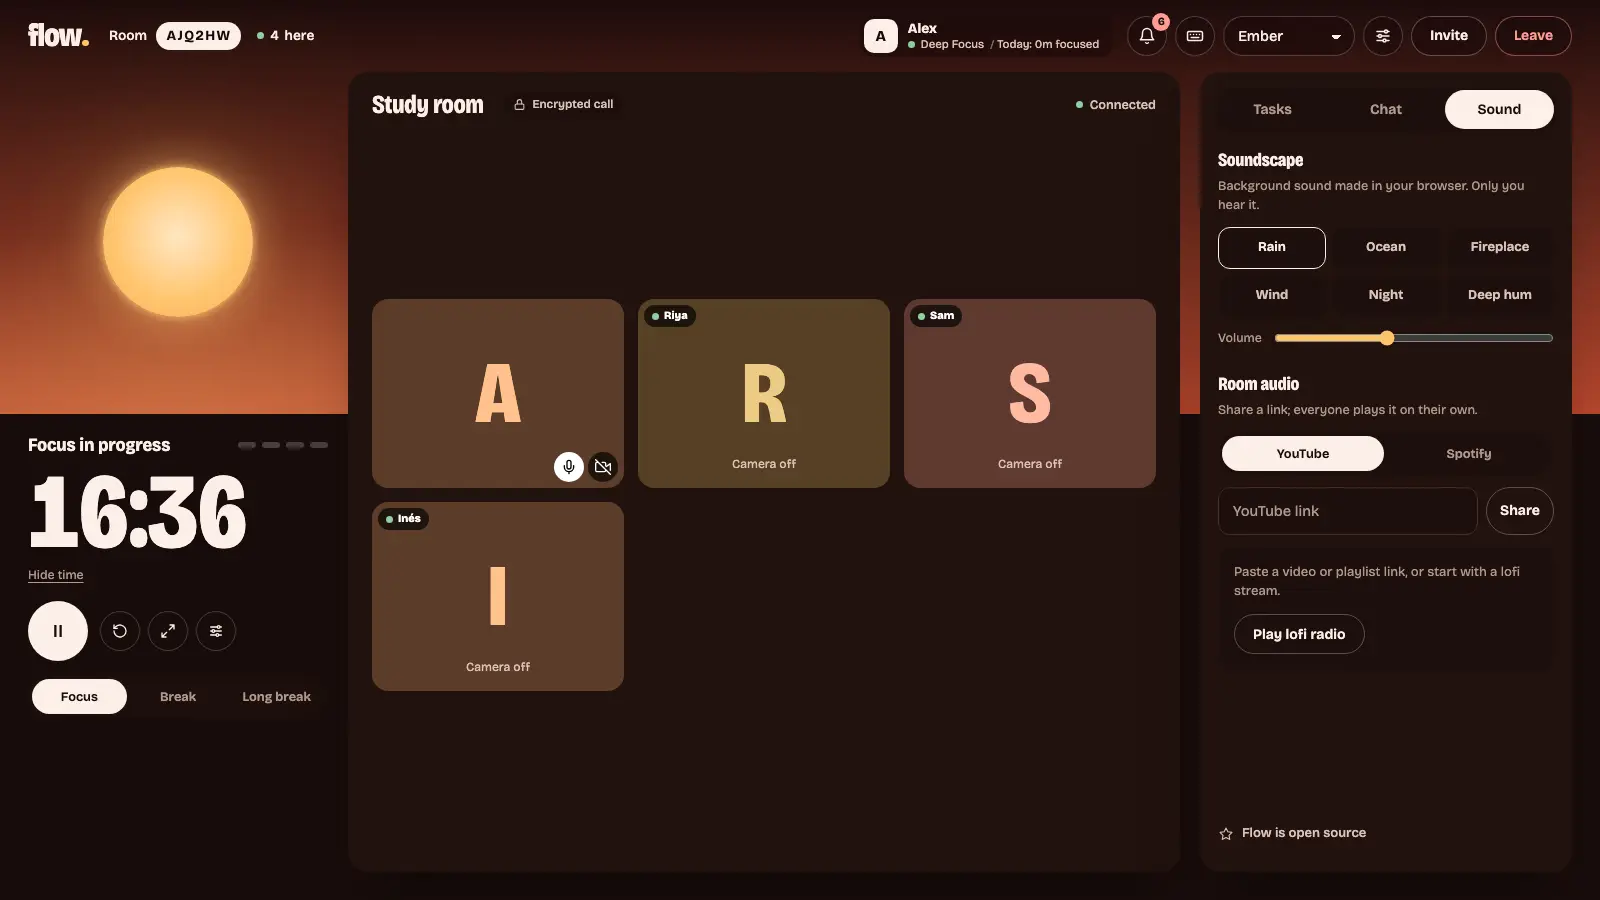 flow.
Room AJQ2HW 4 here
A
Alex
Deep Focus / Today: 0m focused
6
Ember
Invite
Leave
Focus in progress
16:36
Hide time
Focus Break Long break
Study room
Encrypted call
Connected
A
Riya
R
Camera off
Sam
S
Camera off
Inés
I
Camera off
Tasks Chat Sound
Soundscape
Background sound made in your browser. Only you
hear it.
Rain Ocean Fireplace
Wind Night Deep hum
Volume
Room audio
Share a link; everyone plays it on their own.
YouTube Spotify
YouTube link Share
Paste a video or playlist link, or start with a lofi
stream.
Play lofi radio
Flow is open source